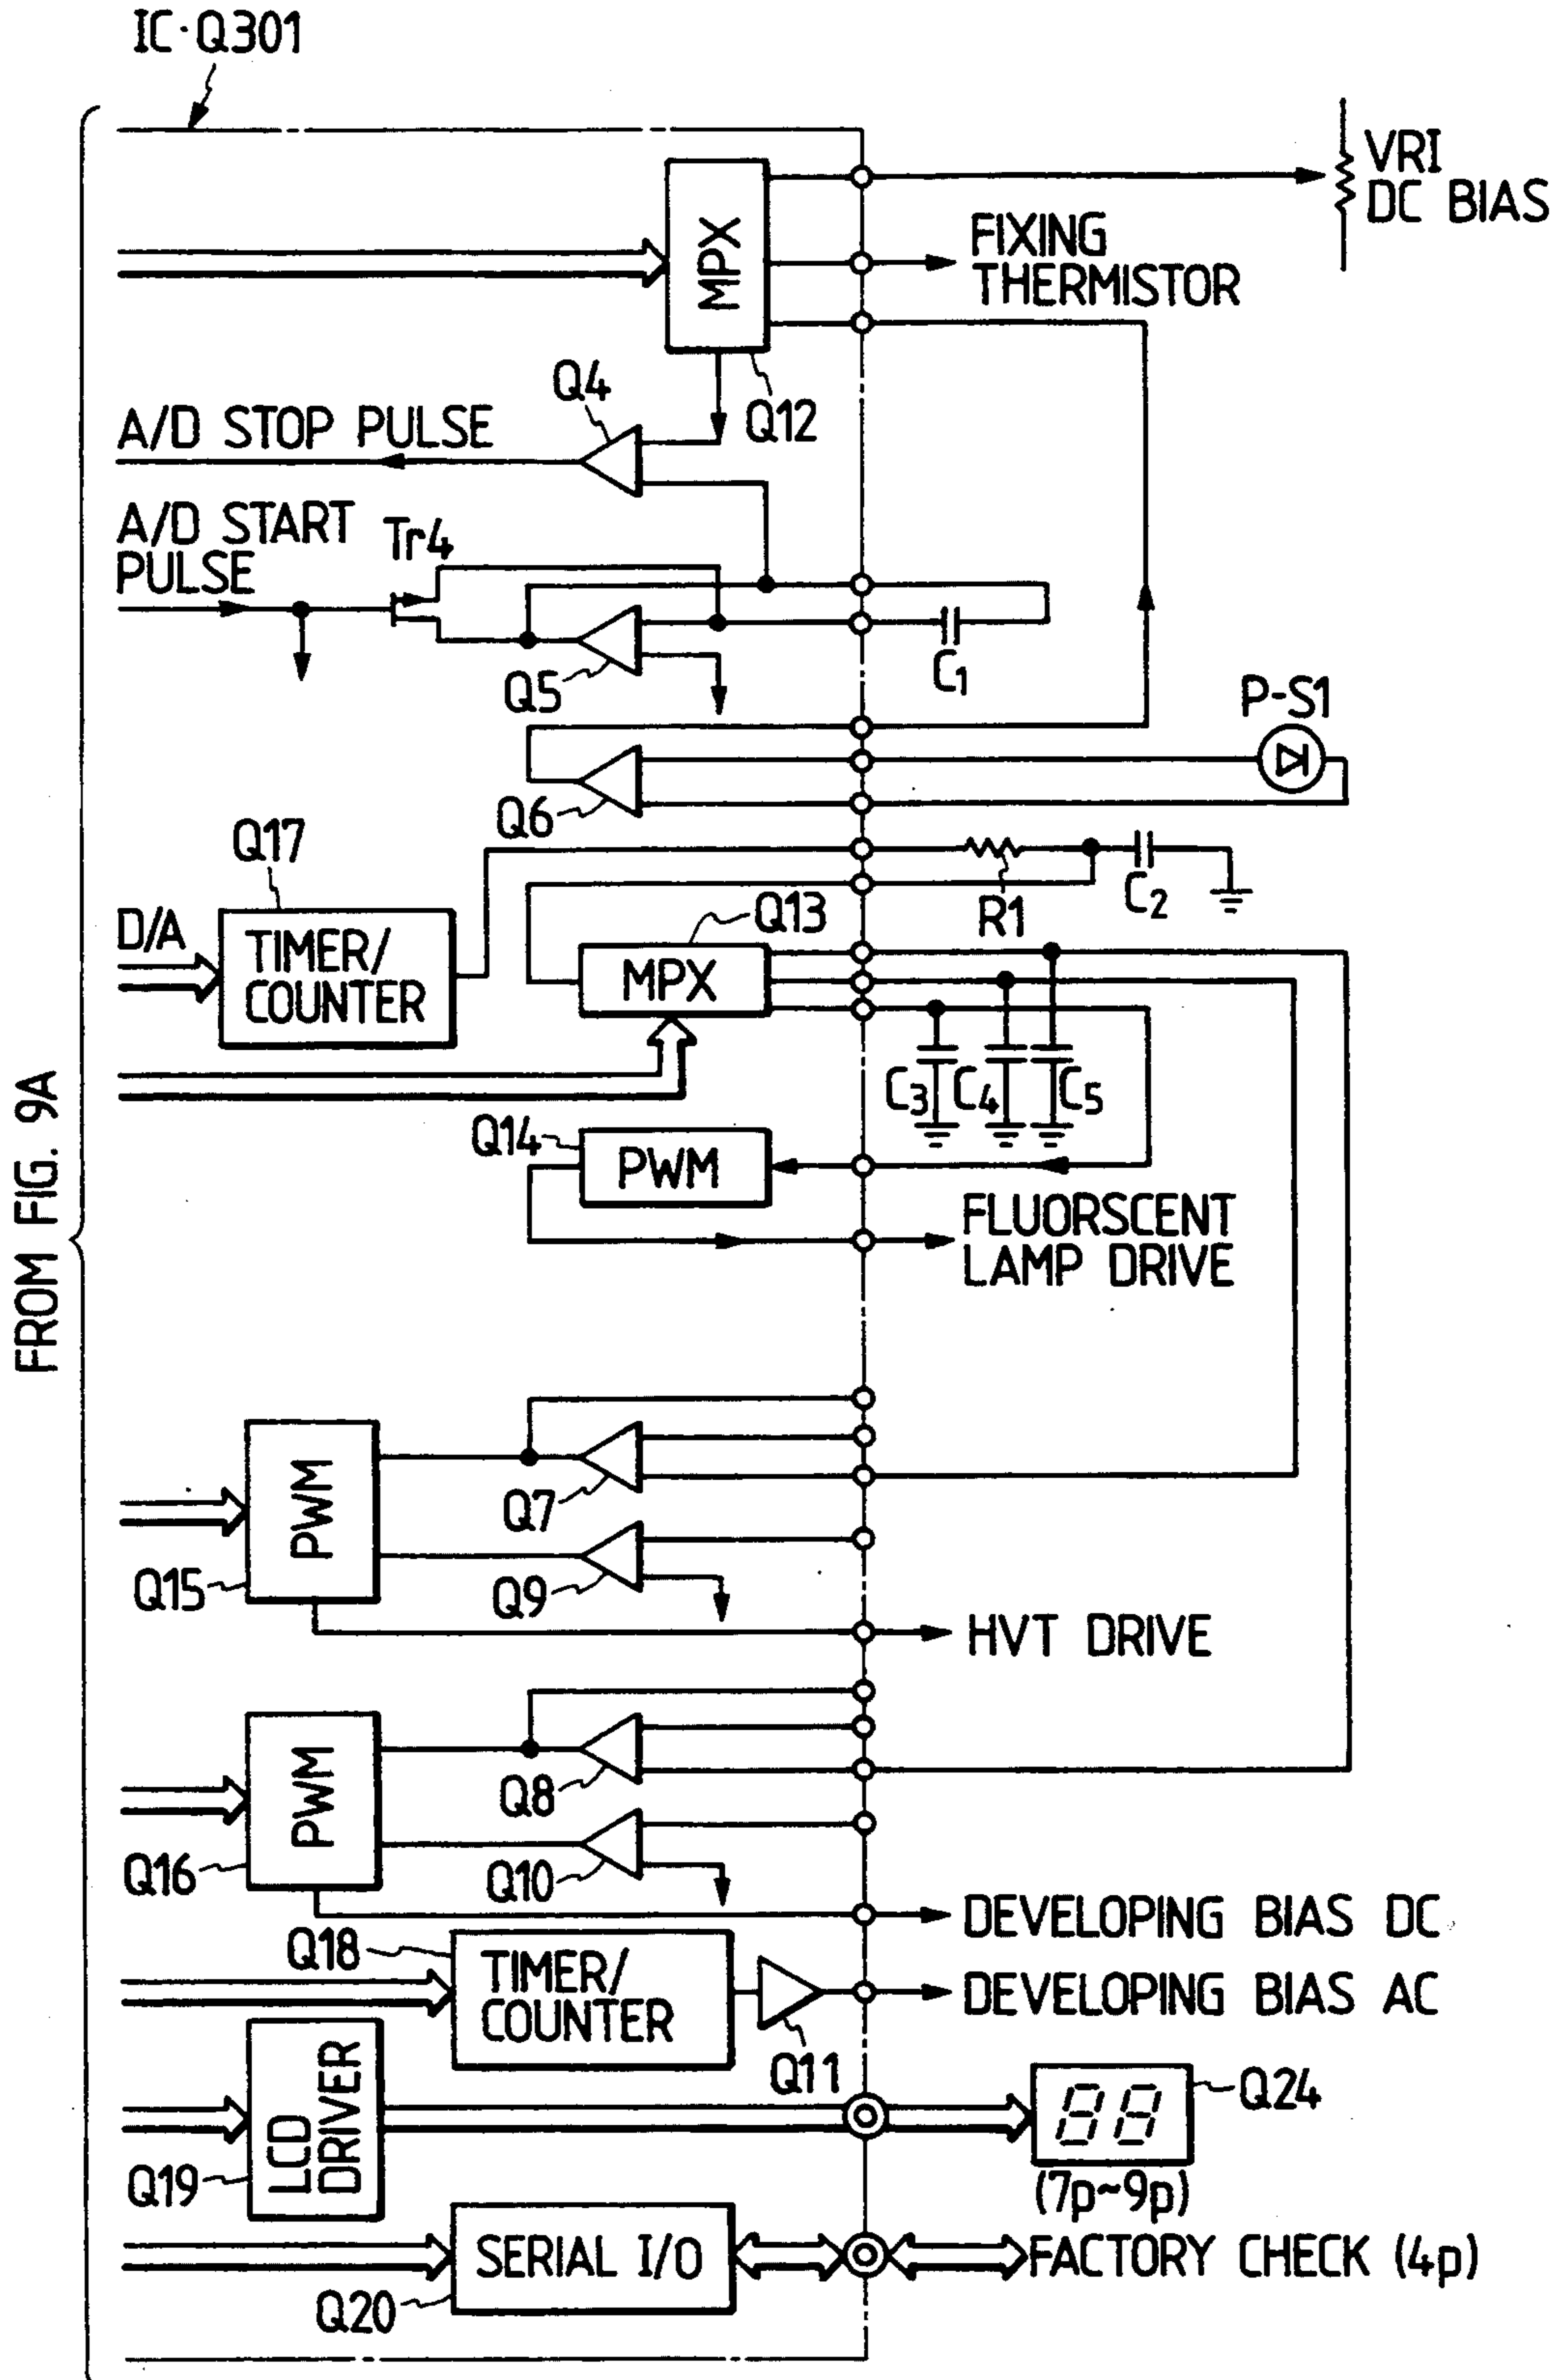 IC·Q301
VRI
DC BIAS
FIXING
THERMISTOR
MPX
Q12
Q4
A/D STOP PULSE
A/D START
PULSE
Tr4
Q5
C1
P-S1
Q6
Q17
R1
C2
D/A
TIMER/
COUNTER
Q13
MPX
C3
C4
C5
FROM FIG. 9A
Q14
PWM
FLUORSCENT
LAMP DRIVE
PWM
Q7
Q15
Q9
HVT DRIVE
PWM
Q8
Q16
Q10
DEVELOPING BIAS DC
Q18
TIMER/
COUNTER
DEVELOPING BIAS AC
Q11
LCD
DRIVER
Q19
88
Q24
(7p~9p)
SERIAL I/O
FACTORY CHECK (4p)
Q20